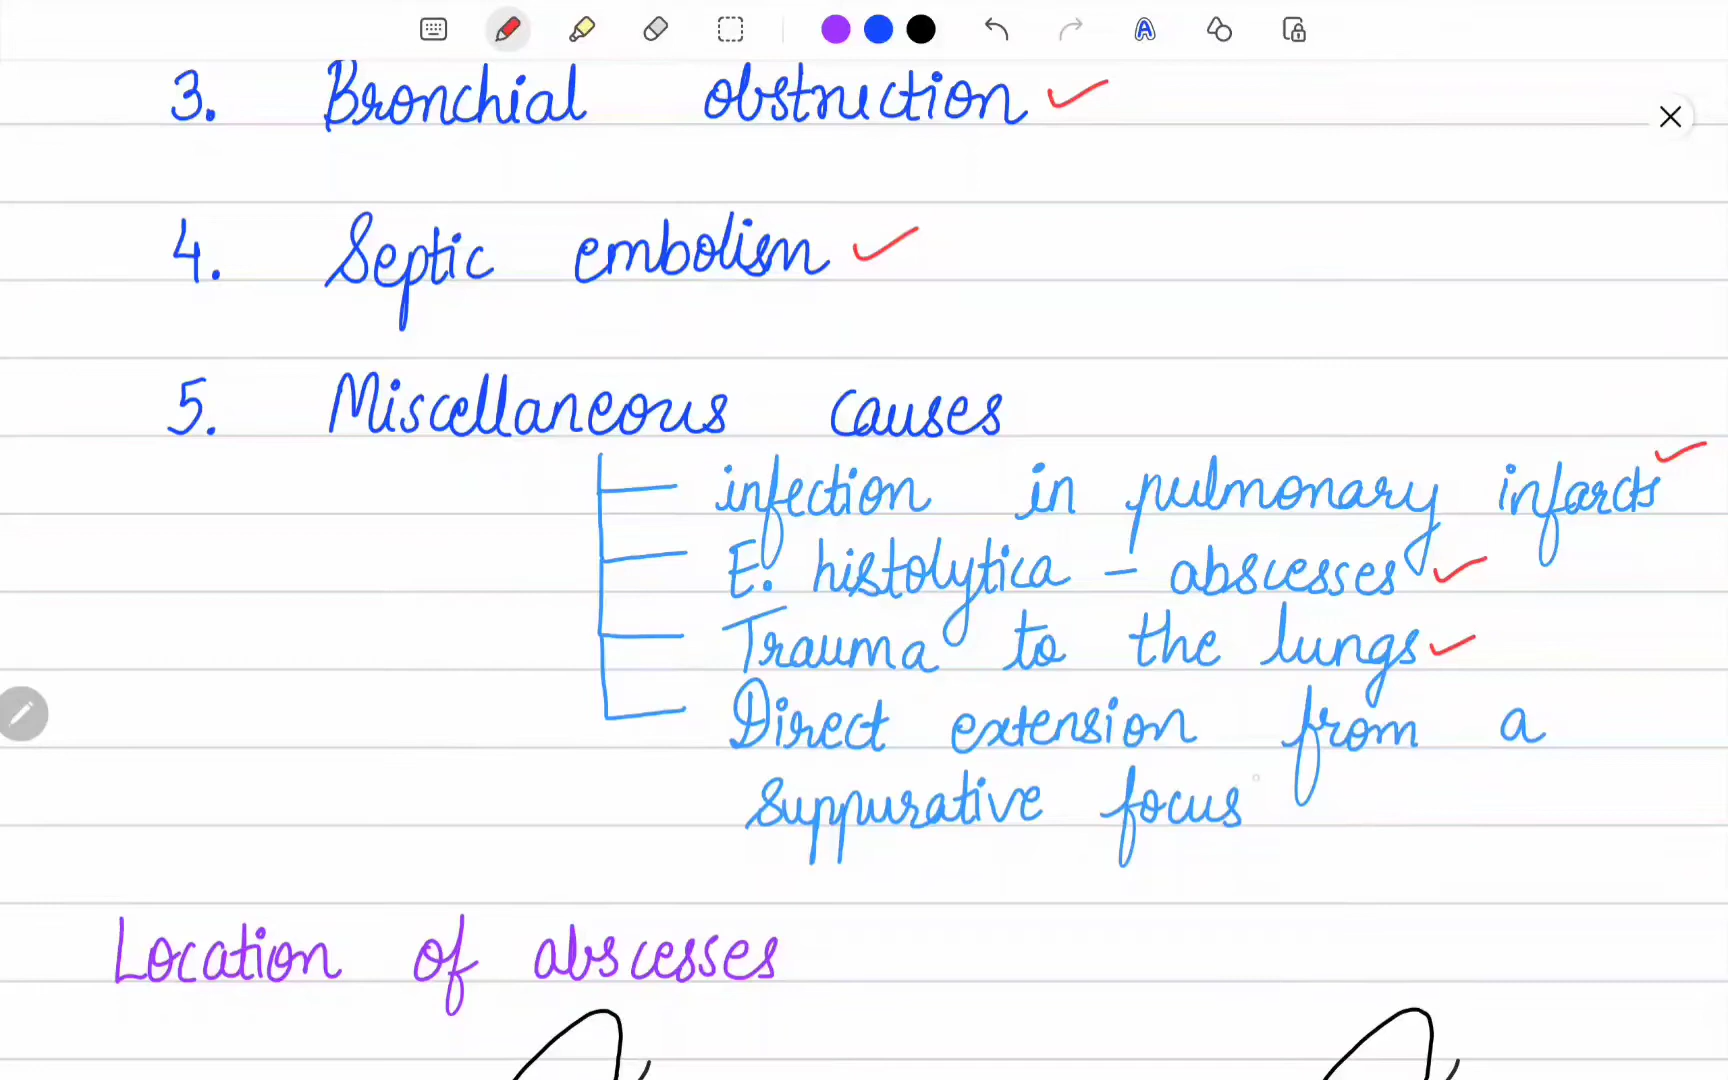 3. Bronchial obstruction
4. Septic embolism
5. Miscellaneous causes
infection in pulmonary infarcts
E. histolytica - abscesses
Trauma to the lungs
Direct extension from a
suppurative focus
Location of abscesses